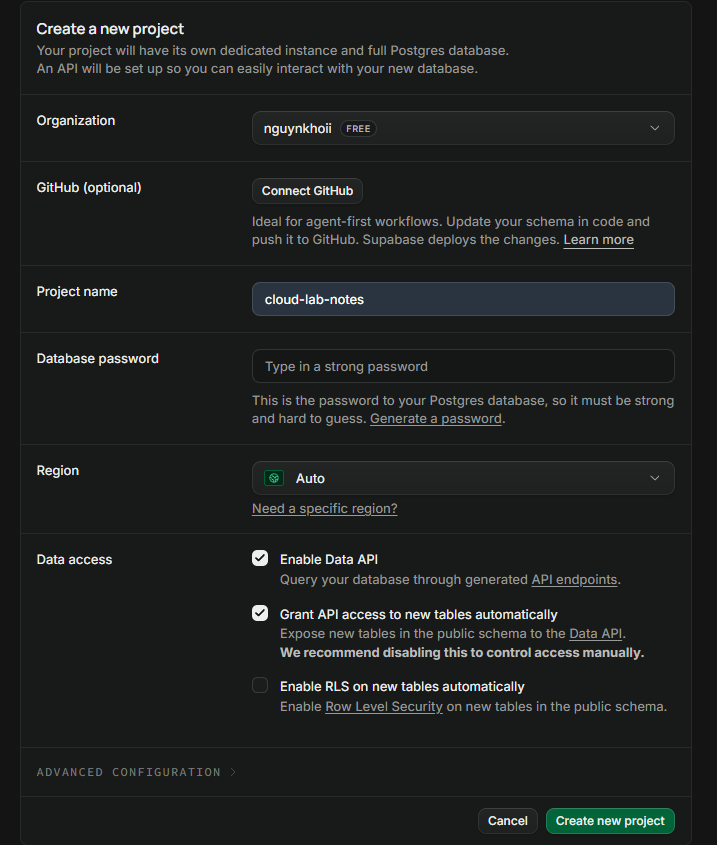 Create a new project
Your project will have its own dedicated instance and full Postgres database.
An API will be set up so you can easily interact with your new database.
Organization
nguynkhoii FREE
GitHub (optional)
Connect GitHub
Ideal for agent-first workflows. Update your schema in code and
push it to GitHub. Supabase deploys the changes. Learn more
Project name
cloud-lab-notes
Database password
Type in a strong password
This is the password to your Postgres database, so it must be strong
and hard to guess. Generate a password.
Region
Auto
Need a specific region?
Data access
Enable Data API
Query your database through generated API endpoints.
Grant API access to new tables automatically
Expose new tables in the public schema to the Data API.
We recommend disabling this to control access manually.
Enable RLS on new tables automatically
Enable Row Level Security on new tables in the public schema.
ADVANCED CONFIGURATION
Cancel
Create new project